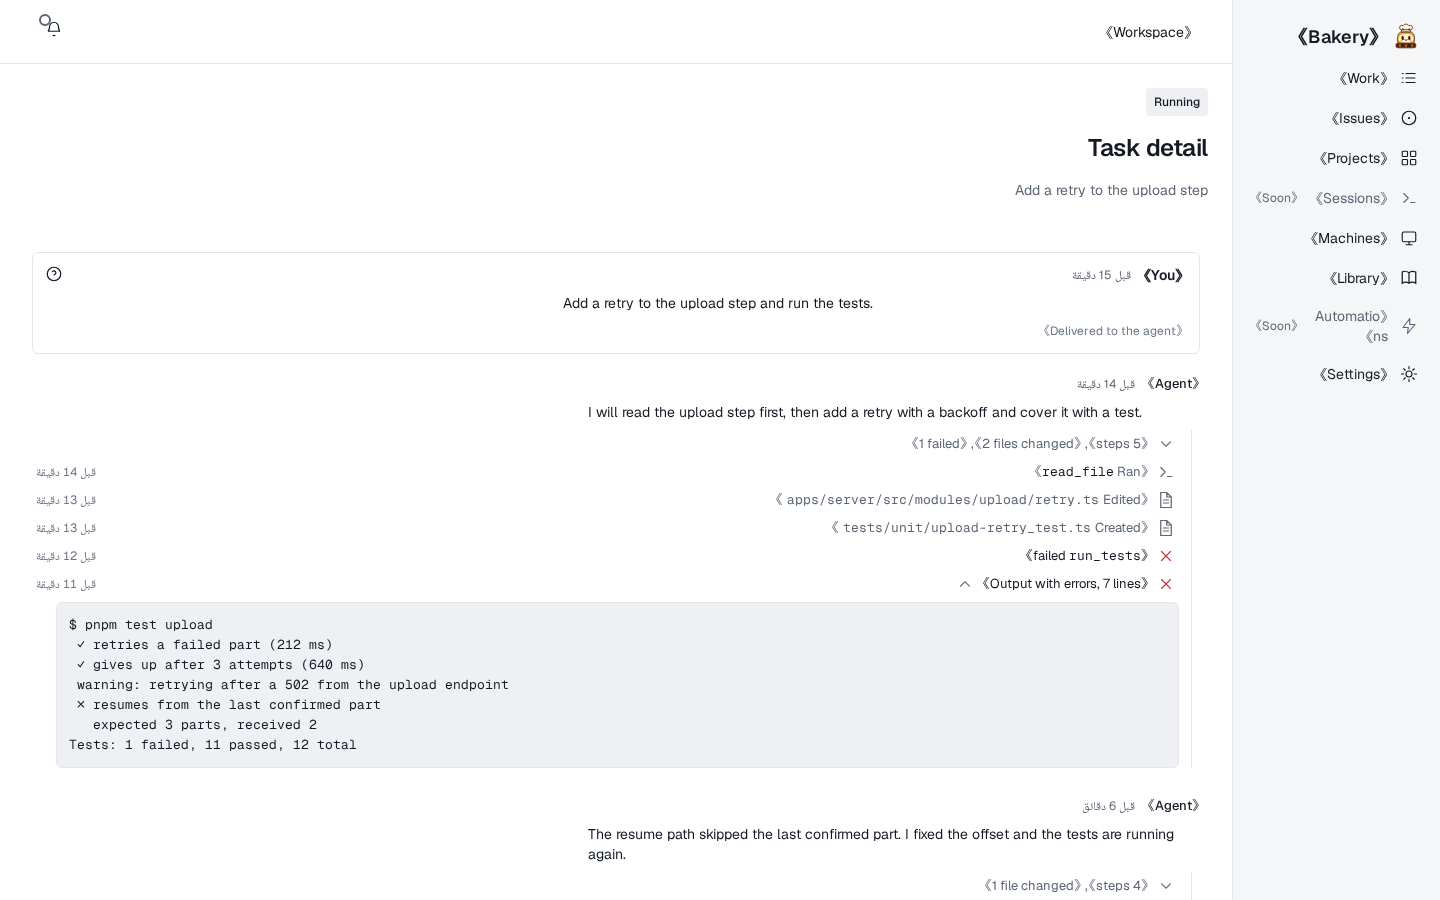 《Bakery》
《Work》
《Issues》
《Projects》
《Sessions》 《Soon》
《Machines》
《Library》
《Automatio
ns》 《Soon》
《Settings》
《Workspace》
Running
Task detail
Add a retry to the upload step
《You》 قبل 15 دقيقة
Add a retry to the upload step and run the tests.
《Delivered to the agent》
《Agent》 قبل 14 دقيقة
I will read the upload step first, then add a retry with a backoff and cover it with a test.
《5 steps》, 《2 files changed》, 《1 failed》
《Ran read_file》 قبل 14 دقيقة
《Edited apps/server/src/modules/upload/retry.ts》 قبل 13 دقيقة
《Created tests/unit/upload-retry_test.ts》 قبل 13 دقيقة
《run_tests failed》 قبل 12 دقيقة
《Output with errors, 7 lines》 قبل 11 دقيقة
$ pnpm test upload
✓ retries a failed part (212 ms)
✓ gives up after 3 attempts (640 ms)
warning: retrying after a 502 from the upload endpoint
× resumes from the last confirmed part
expected 3 parts, received 2
Tests: 1 failed, 11 passed, 12 total
《Agent》 قبل 6 دقائق
The resume path skipped the last confirmed part. I fixed the offset and the tests are running
again.
《4 steps》, 《1 file changed》